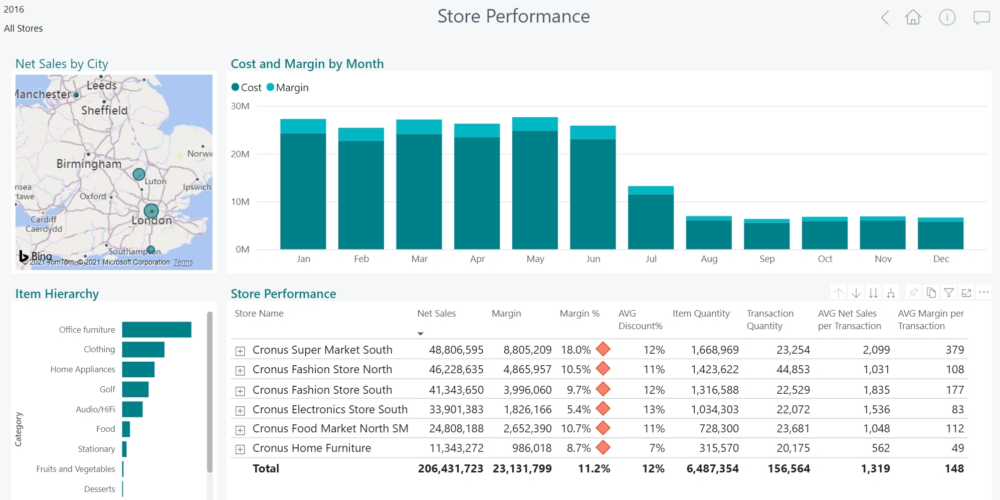 2016
All Stores
Store Performance
Net Sales by City
Leeds
Manchester
Sheffield
Birmingham
Luton
Ipswich
Oxford
Cardiff
Caerdydd
London
Southampton
Bing
© 2021 TomTom, © 2021 Microsoft Corporation Terms
Cost and Margin by Month
Cost Margin
30M
20M
10M
0M
Jan Feb Mar Apr May Jun Jul Aug Sep Oct Nov Dec
Item Hierarchy
Category
Office furniture
Clothing
Home Appliances
Golf
Audio/HiFi
Food
Stationary
Fruits and Vegetables
Desserts
Store Performance
Store Name Net Sales Margin Margin % AVG Discount% Item Quantity Transaction Quantity AVG Net Sales per Transaction AVG Margin per Transaction
Cronus Super Market South 48,806,595 8,805,209 18.0% 12% 1,668,969 23,254 2,099 379
Cronus Fashion Store North 46,228,635 4,865,957 10.5% 11% 1,423,622 44,853 1,031 108
Cronus Fashion Store South 41,343,650 3,996,060 9.7% 12% 1,316,588 22,529 1,835 177
Cronus Electronics Store South 33,901,383 1,826,166 5.4% 13% 1,034,303 22,072 1,536 83
Cronus Food Market North SM 24,808,188 2,652,390 10.7% 11% 728,300 23,681 1,048 112
Cronus Home Furniture 11,343,272 986,018 8.7% 7% 315,570 20,175 562 49
Total 206,431,723 23,131,799 11.2% 12% 6,487,354 156,564 1,319 148